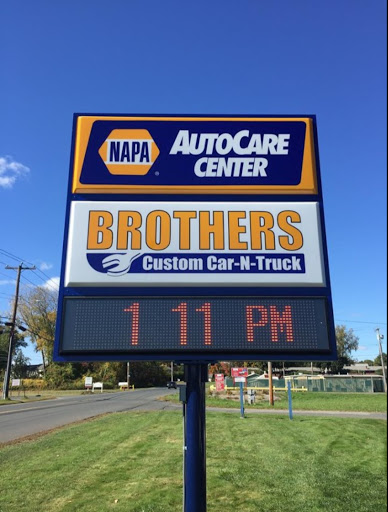 NAPA
AUTOCARE
CENTER
BROTHERS
Custom Car-N-Truck
1 11 PM